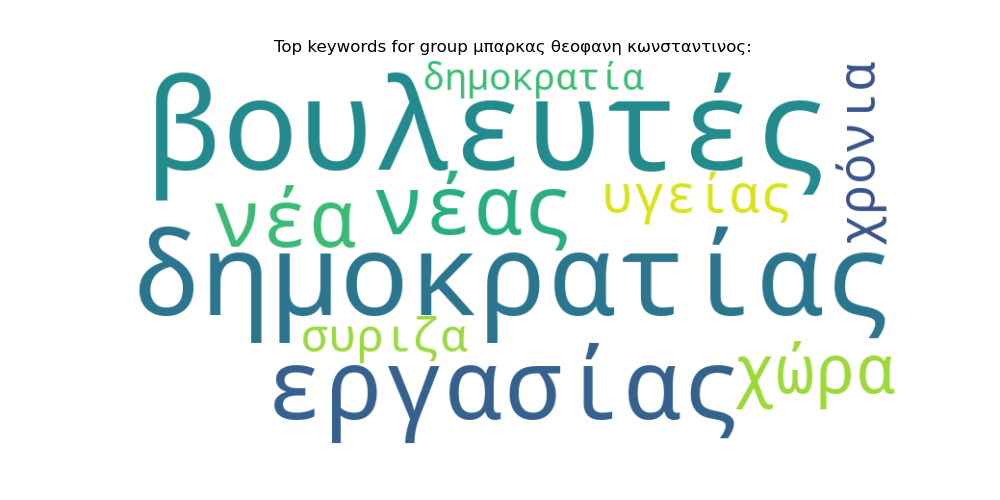 Top keywords for group μπαρκας θεοφανη κωνσταντινος:
δημοκρατία
βουλευτές
χρόνια
νέα
νέας
υγείας
δημοκρατίας
συριζα
χώρα
εργασίας